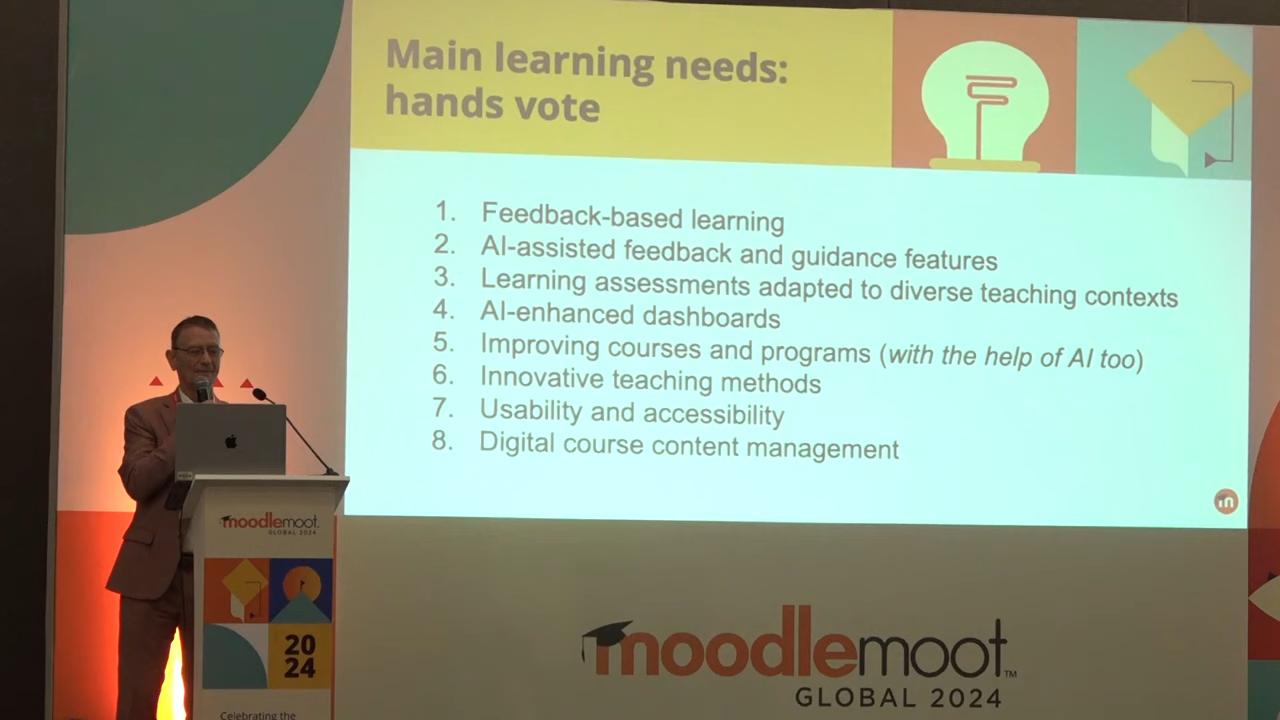 Main learning needs:
hands vote
1. Feedback-based learning
2. AI-assisted feedback and guidance features
3. Learning assessments adapted to diverse teaching contexts
4. AI-enhanced dashboards
5. Improving courses and programs (with the help of AI too)
6. Innovative teaching methods
7. Usability and accessibility
8. Digital course content management
m
moodlemoot.
GLOBAL 2024
20
24
Celebrating the
moodlemoot™
GLOBAL 2024